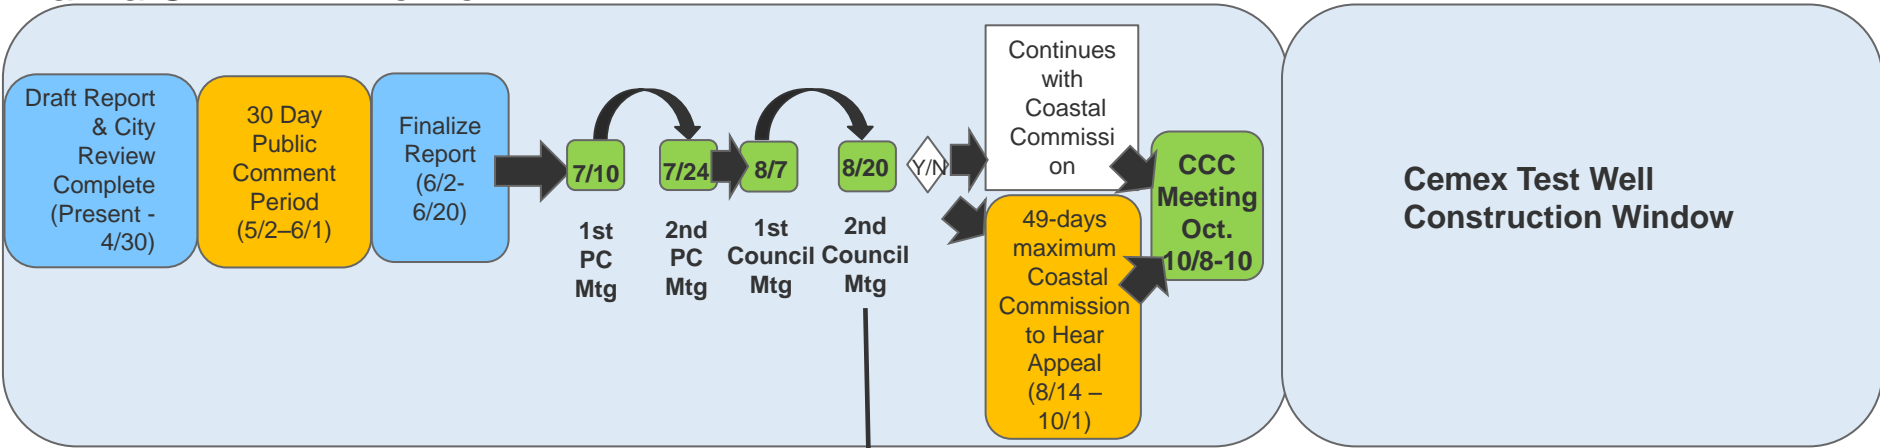 Draft Report
& City
Review
Complete
(Present -
4/30)
30 Day
Public
Comment
Period
(5/2–6/1)
Finalize
Report
(6/2-
6/20)
7/10
1st
PC
Mtg
7/24
2nd
PC
Mtg
8/7
1st
Council
Mtg
8/20
2nd
Council
Mtg
Y/N
Continues
with
Coastal
Commissi
on
49-days
maximum
Coastal
Commission
to Hear
Appeal
(8/14 –
10/1)
CCC
Meeting
Oct.
10/8-10
Cemex Test Well
Construction Window